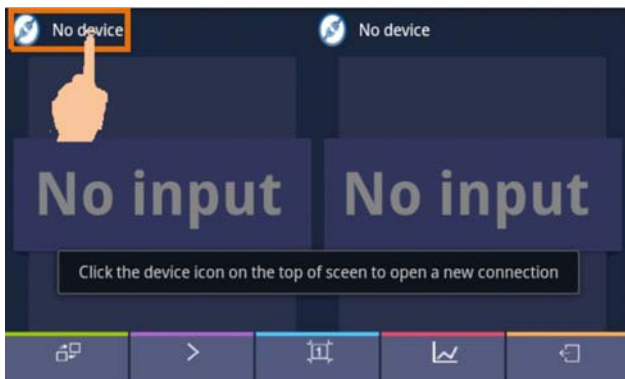 No device
No device
No input
No input
Click the device icon on the top of sceen to open a new connection
1